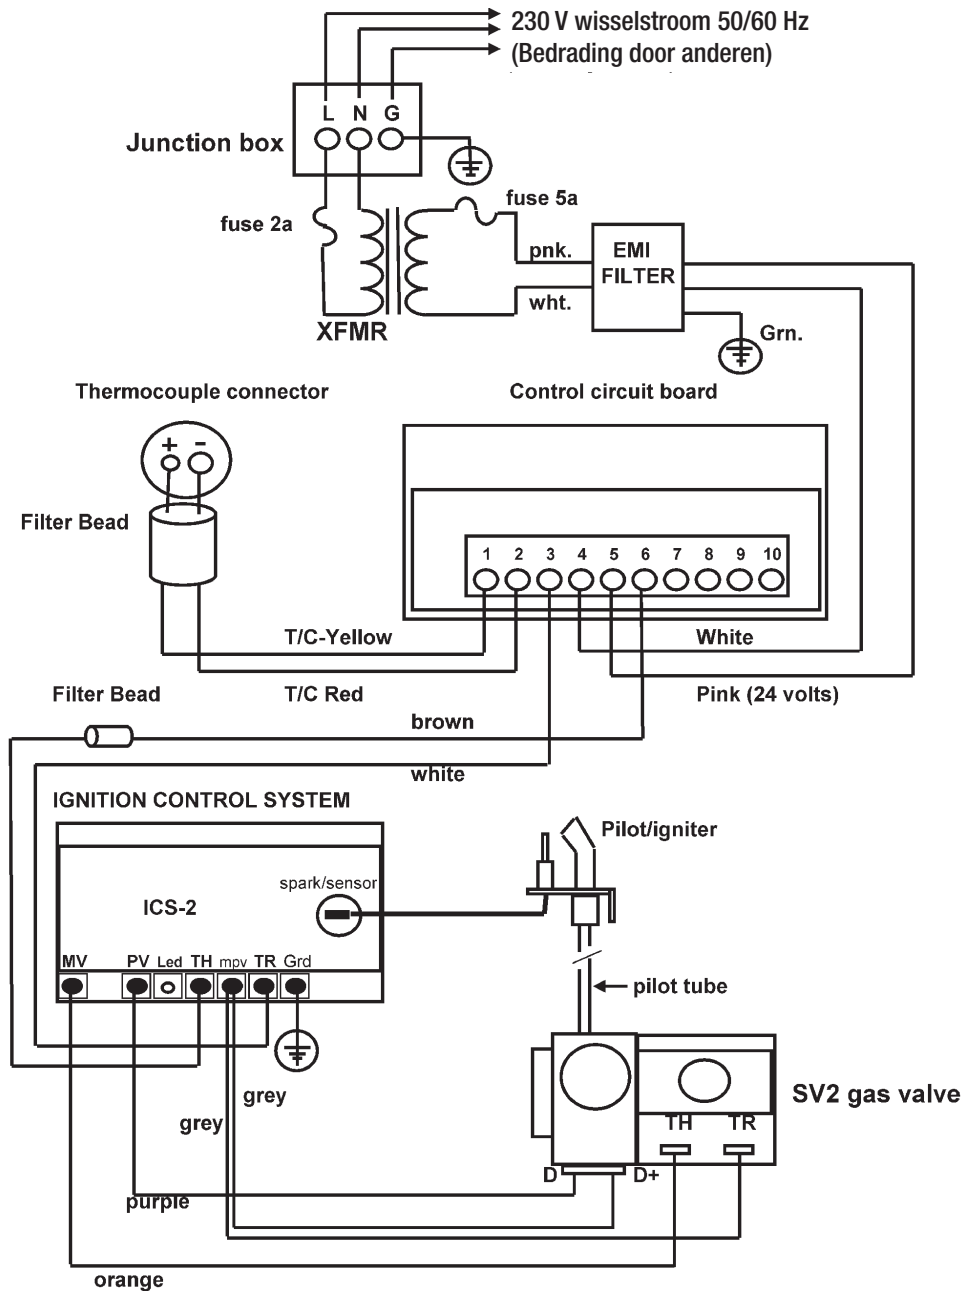 230 V wisselstroom 50/60 Hz
(Bedrading door anderen)
L N G
Junction box
fuse 2a
fuse 5a
pnk.
wht.
EMI
FILTER
Grn.
XFMR
Thermocouple connector
Control circuit board
+ -
Filter Bead
1 2 3 4 5 6 7 8 9 10
T/C-Yellow
White
T/C Red
Pink (24 volts)
Filter Bead
brown
white
IGNITION CONTROL SYSTEM
Pilot/igniter
spark/sensor
ICS-2
MV PV Led TH mpv TR Grd
pilot tube
grey
grey
SV2 gas valve
TH TR
D D+
purple
orange